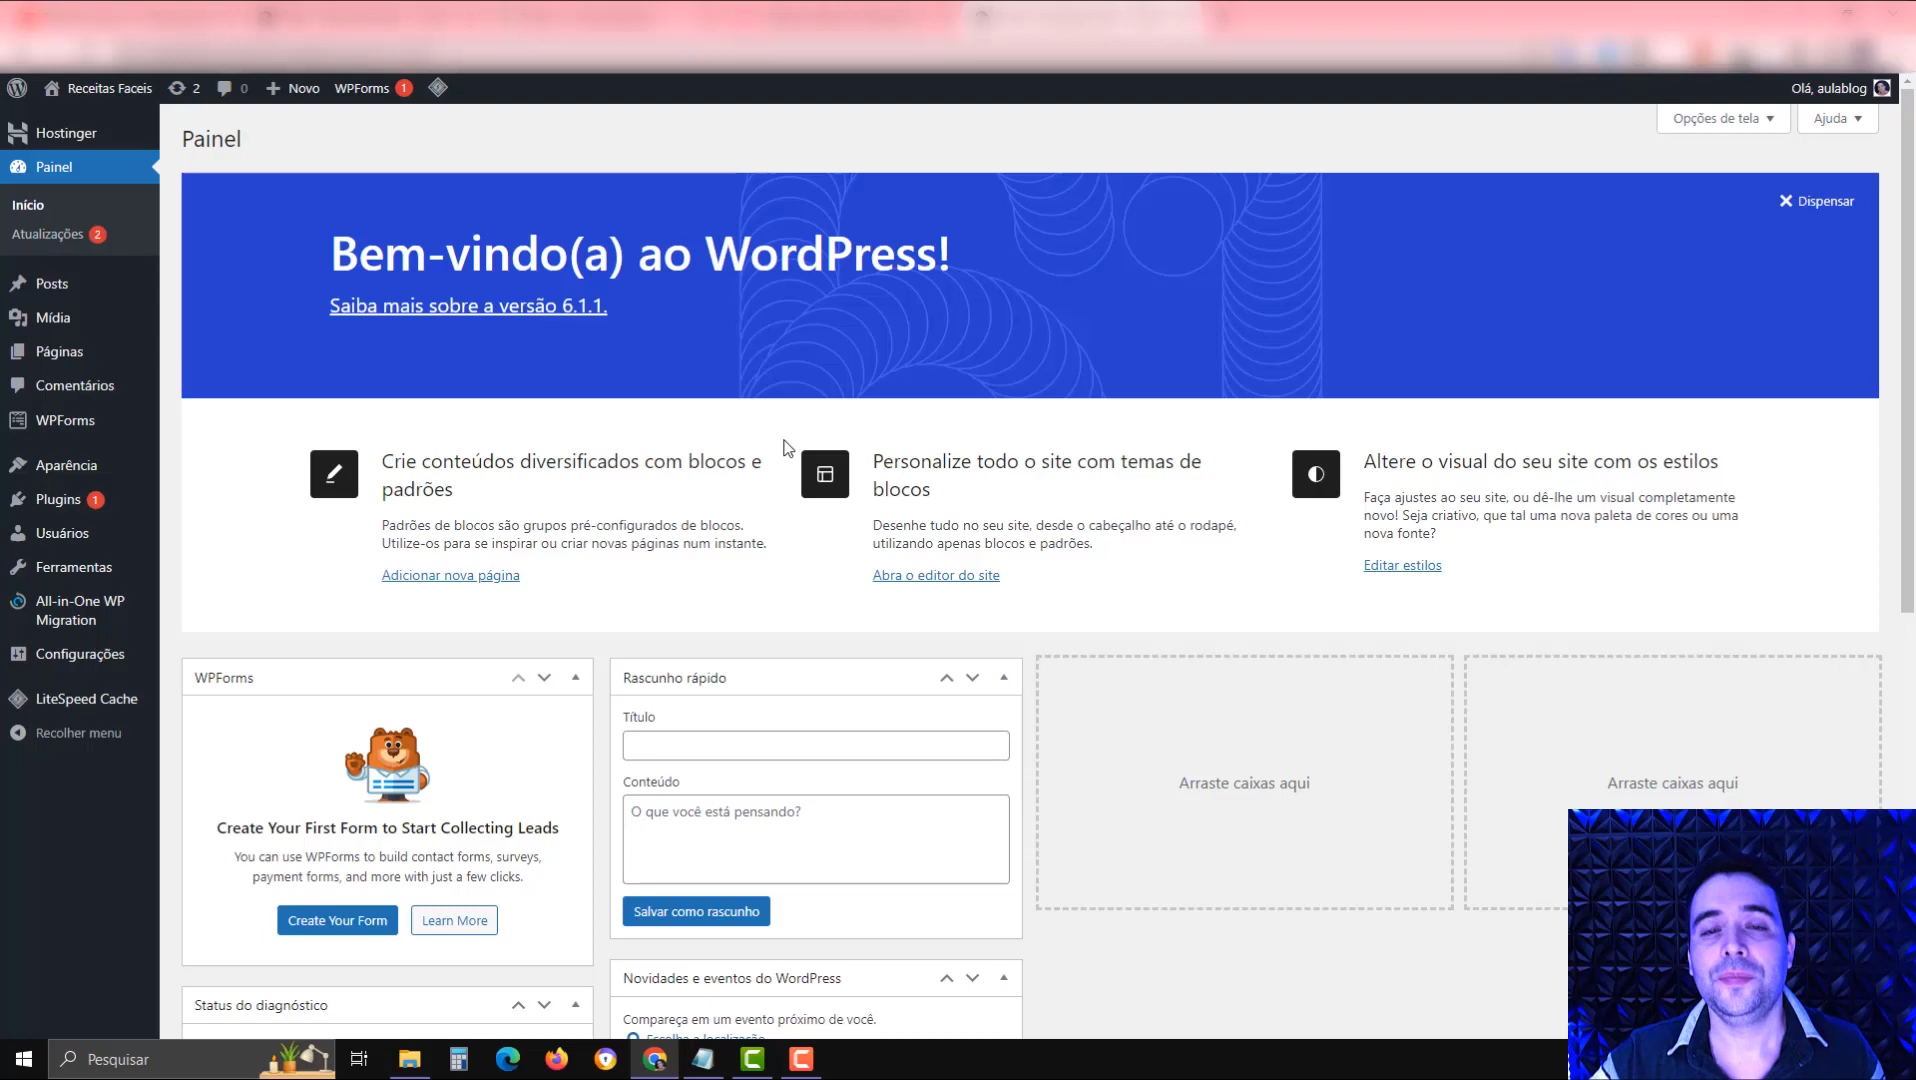 Receitas Faceis
2
0
Novo
WPForms
1
Olá, aulablog
Opções de tela
Ajuda
Hostinger
Painel
Início
Atualizações
2
Posts
Mídia
Páginas
Comentários
WPForms
Aparência
Plugins
1
Usuários
Ferramentas
All-in-One WP
Migration
Configurações
LiteSpeed Cache
Recolher menu
Painel
Dispensar
Bem-vindo(a) ao WordPress!
Saiba mais sobre a versão 6.1.1.
Crie conteúdos diversificados com blocos e
padrões
Padrões de blocos são grupos pré-configurados de blocos.
Utilize-os para se inspirar ou criar novas páginas num instante.
Adicionar nova página
Personalize todo o site com temas de
blocos
Desenhe tudo no seu site, desde o cabeçalho até o rodapé,
utilizando apenas blocos e padrões.
Abra o editor do site
Altere o visual do seu site com os estilos
Faça ajustes ao seu site, ou dê-lhe um visual completamente
novo! Seja criativo, que tal uma nova paleta de cores ou uma
nova fonte?
Editar estilos
WPForms
Create Your First Form to Start Collecting Leads
You can use WPForms to build contact forms, surveys,
payment forms, and more with just a few clicks.
Create Your Form
Learn More
Status do diagnóstico
Rascunho rápido
Título
Conteúdo
O que você está pensando?
Salvar como rascunho
Novidades e eventos do WordPress
Compareça em um evento próximo de você.
Escolha a localização
Arraste caixas aqui
Arraste caixas aqui
Pesquisar